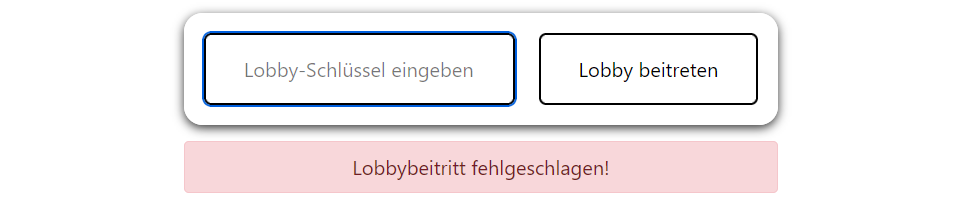 Lobby-Schlüssel eingeben
Lobby beitreten
Lobbybeitritt fehlgeschlagen!